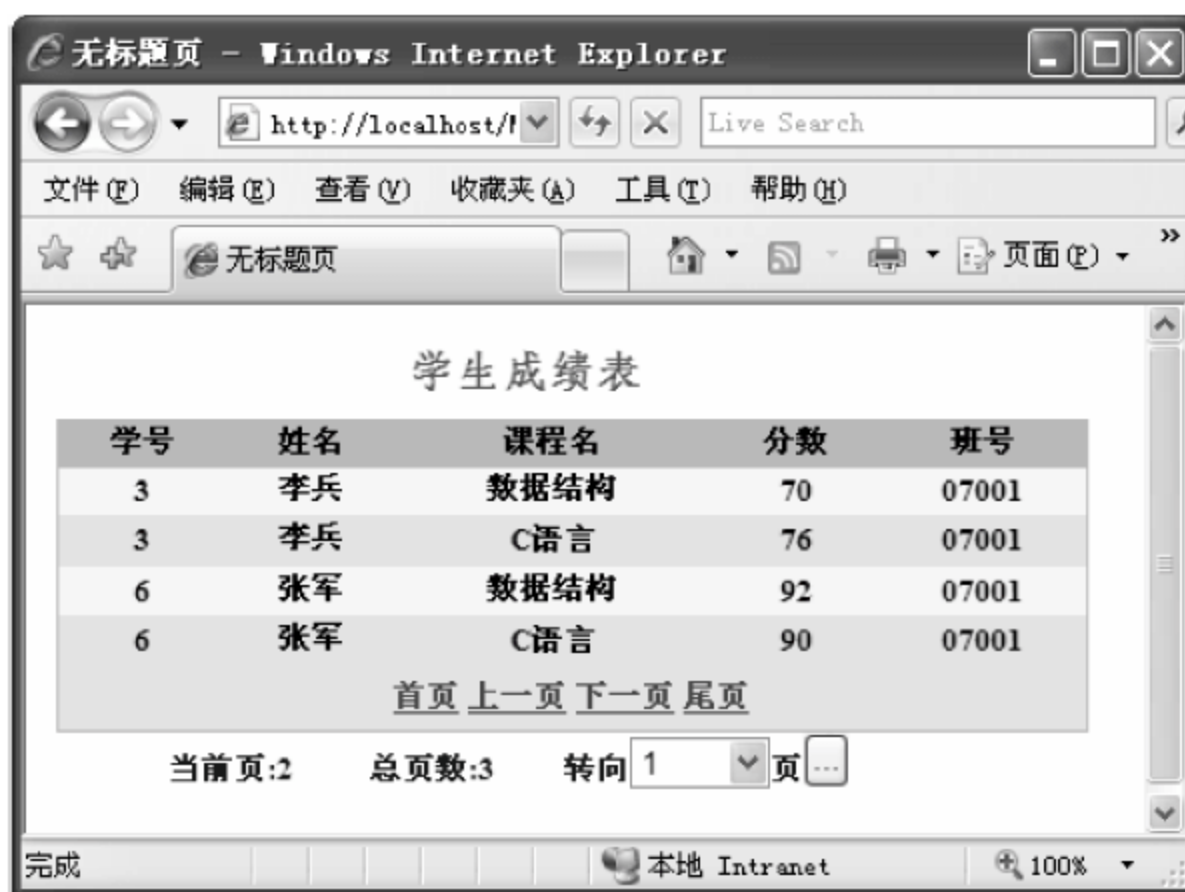 无标题页 - Windows Internet Explorer
http://localhost/ Live Search
文件(F) 编辑(E) 查看(V) 收藏夹(A) 工具(T) 帮助(H)
无标题页 页面(P) »
学生成绩表
学号 姓名 课程名 分数 班号
3 李兵 数据结构 70 07001
3 李兵 C语言 76 07001
6 张军 数据结构 92 07001
6 张军 C语言 90 07001
首页 上一页 下一页 尾页
当前页:2 总页数:3 转向 1 页 ...
完成 本地 Intranet 100%